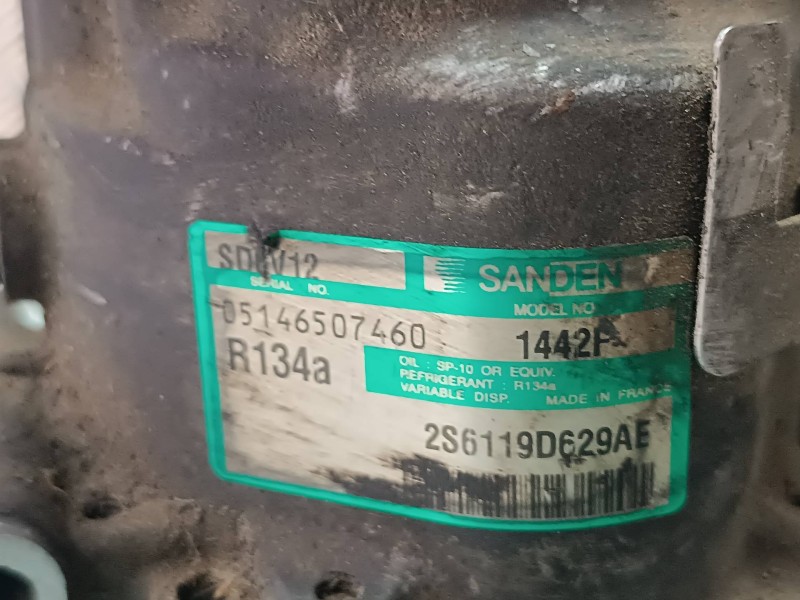 SD6V12 SANDEN
SERIAL NO. MODEL NO
05146507460 1442F
R134a
OIL : SP-10 OR EQUIV.
REFRIGERANT : R134a
VARIABLE DISP. MADE IN FRANCE
2S6119D629AE